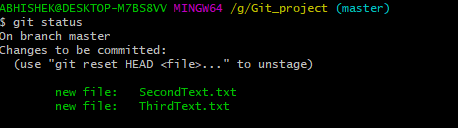 ABHISHEK@DESKTOP-M7BS8VV MINGW64 /g/Git_project (master)
$ git status
On branch master
Changes to be committed:
  (use "git reset HEAD <file>..." to unstage)

        new file:   SecondText.txt
        new file:   ThirdText.txt